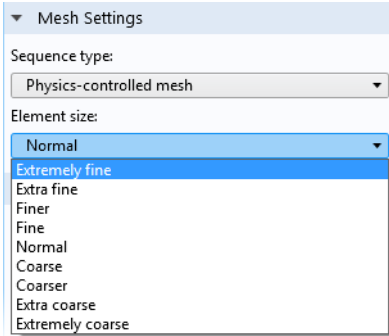 Mesh Settings
Sequence type:
Physics-controlled mesh
Element size:
Normal
Extremely fine
Extra fine
Finer
Fine
Normal
Coarse
Coarser
Extra coarse
Extremely coarse